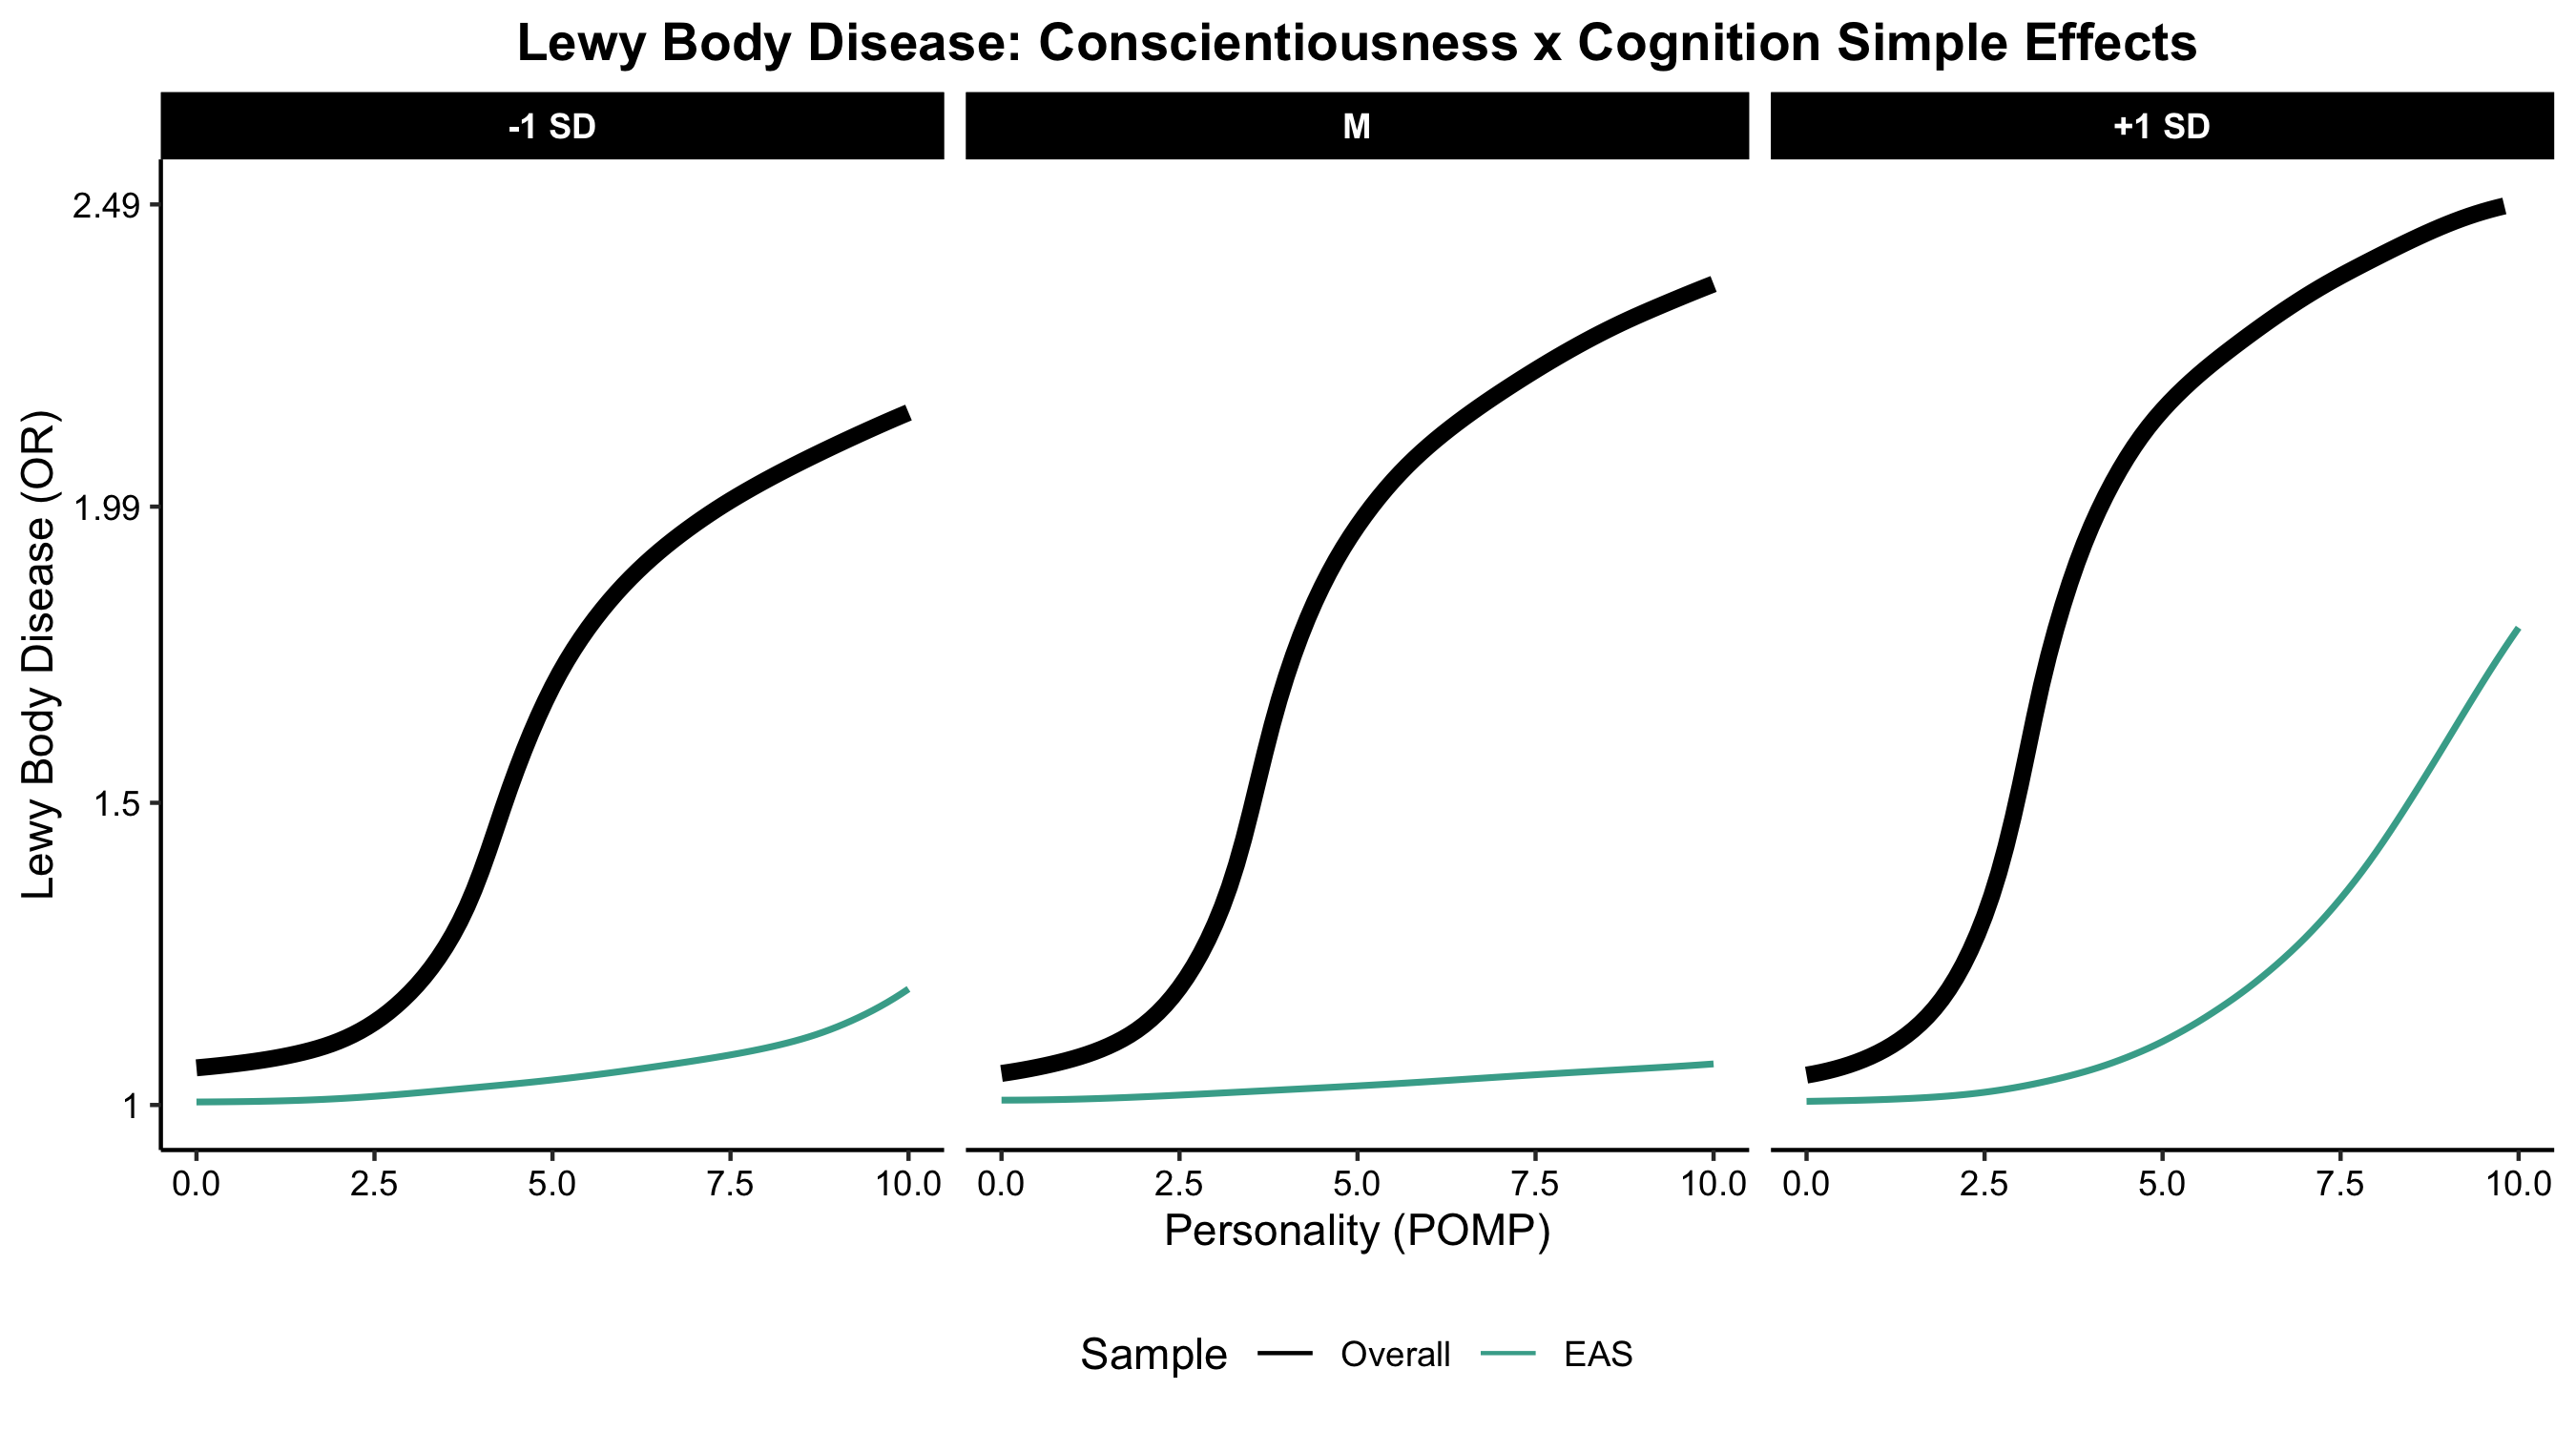 Lewy Body Disease: Conscientiousness x Cognition Simple Effects
-1 SD
M
+1 SD
Lewy Body Disease (OR)
2.49
1.99
1.5
1
0.0 2.5 5.0 7.5 10.0
0.0 2.5 5.0 7.5 10.0
0.0 2.5 5.0 7.5 10.0
Personality (POMP)
Sample Overall EAS